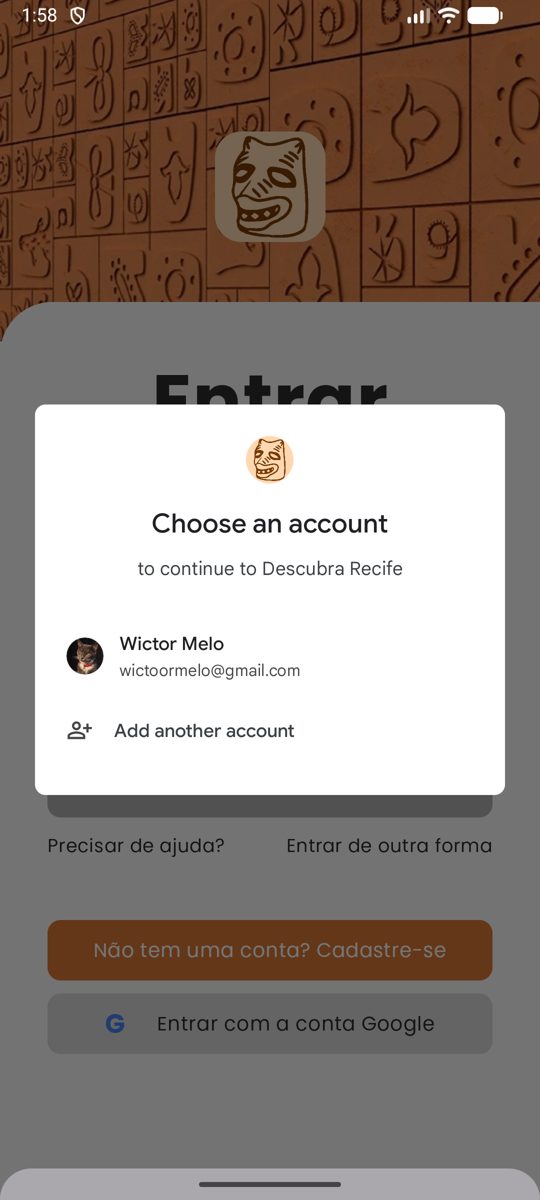 1:58
Entrar
Choose an account
to continue to Descubra Recife
Wictor Melo
wictoormelo@gmail.com
Add another account
Precisar de ajuda?
Entrar de outra forma
Não tem uma conta? Cadastre-se
G Entrar com a conta Google